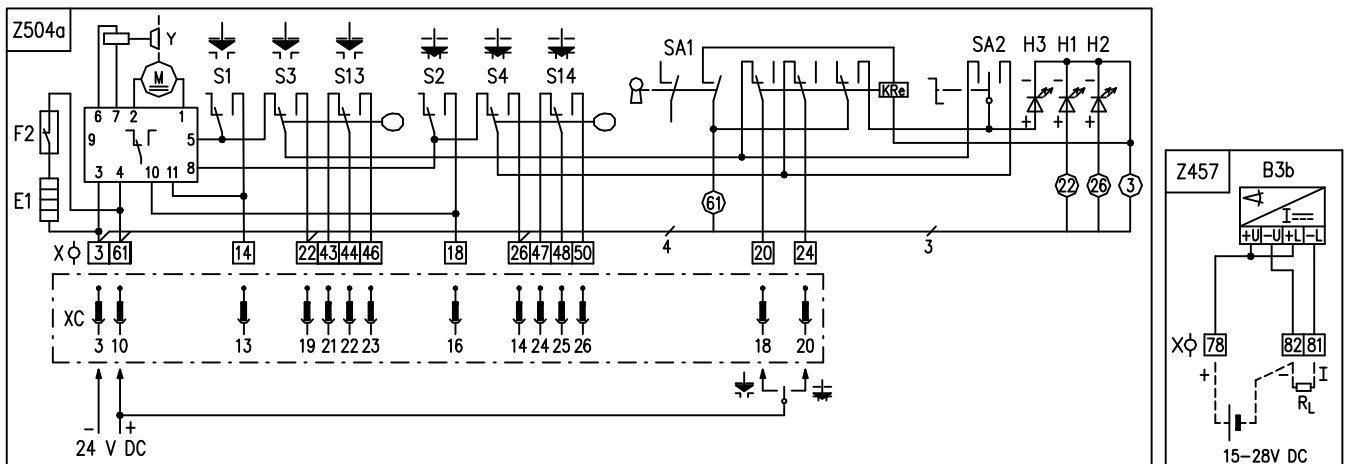 Z504a
Y
S1 S3 S13 S2 S4 S14 SA1 SA2 H3 H1 H2
M
KRe
6 7 2 1
F2 9 5
8
3 4 10 11
E1
- - -
+ + +
61 22 26 3
X 3 61 14 22 43 44 46 18 26 47 48 50 4 20 24 3
XC
3 10 13 19 21 22 23 16 14 24 25 26 18 20
- +
24 V DC
Z457 B3b
I
+U -U +L -L
X 78 82 81
+ - I
RL
15-28V DC